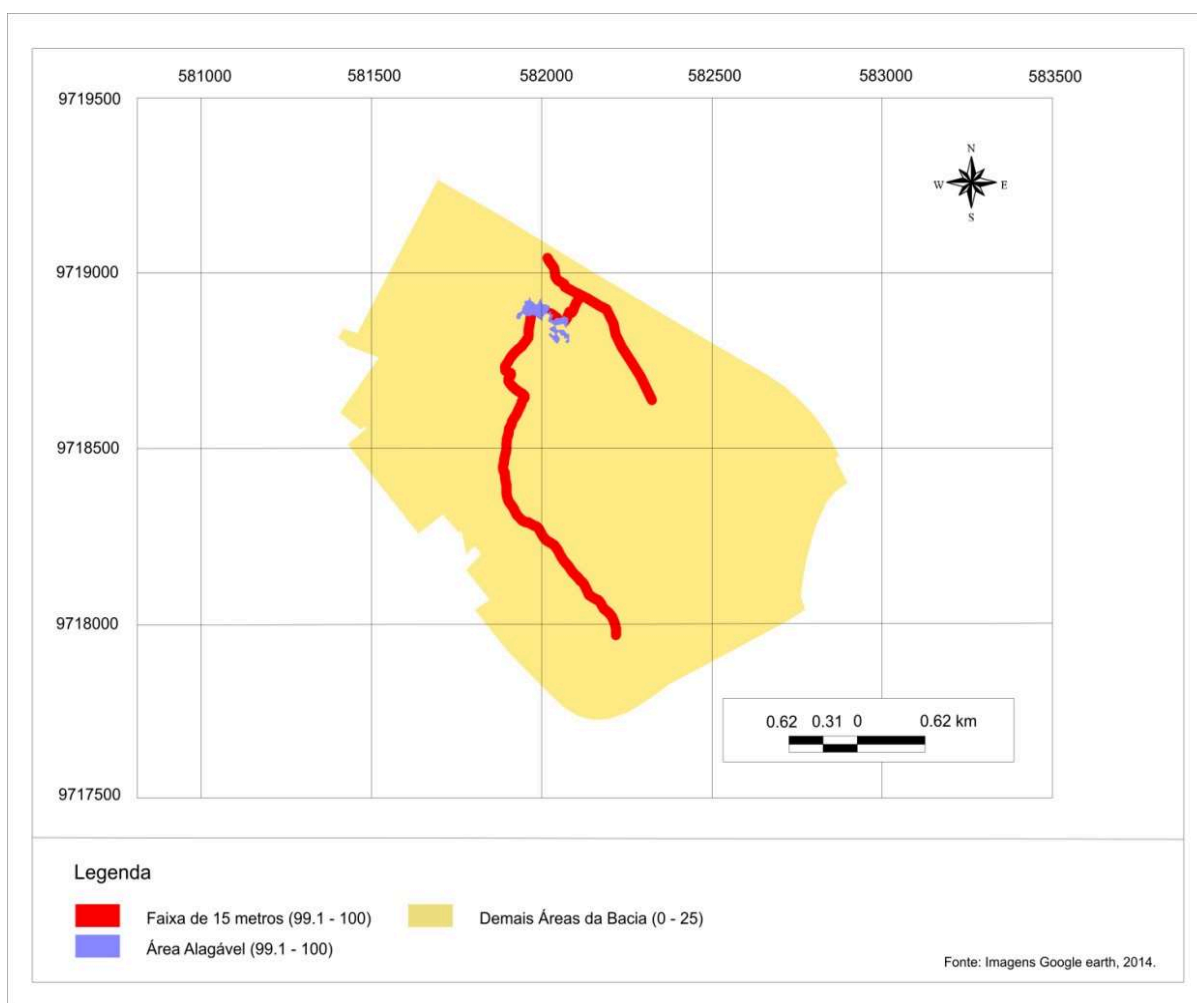 581000 581500 582000 582500 583000 583500
9719500
N
W E
S
9719000
9718500
9718000
0.62 0.31 0 0.62 km
9717500
Legenda
Faixa de 15 metros (99.1 - 100) Demais Áreas da Bacia (0 - 25)
Área Alagável (99.1 - 100)
Fonte: Imagens Google earth, 2014.